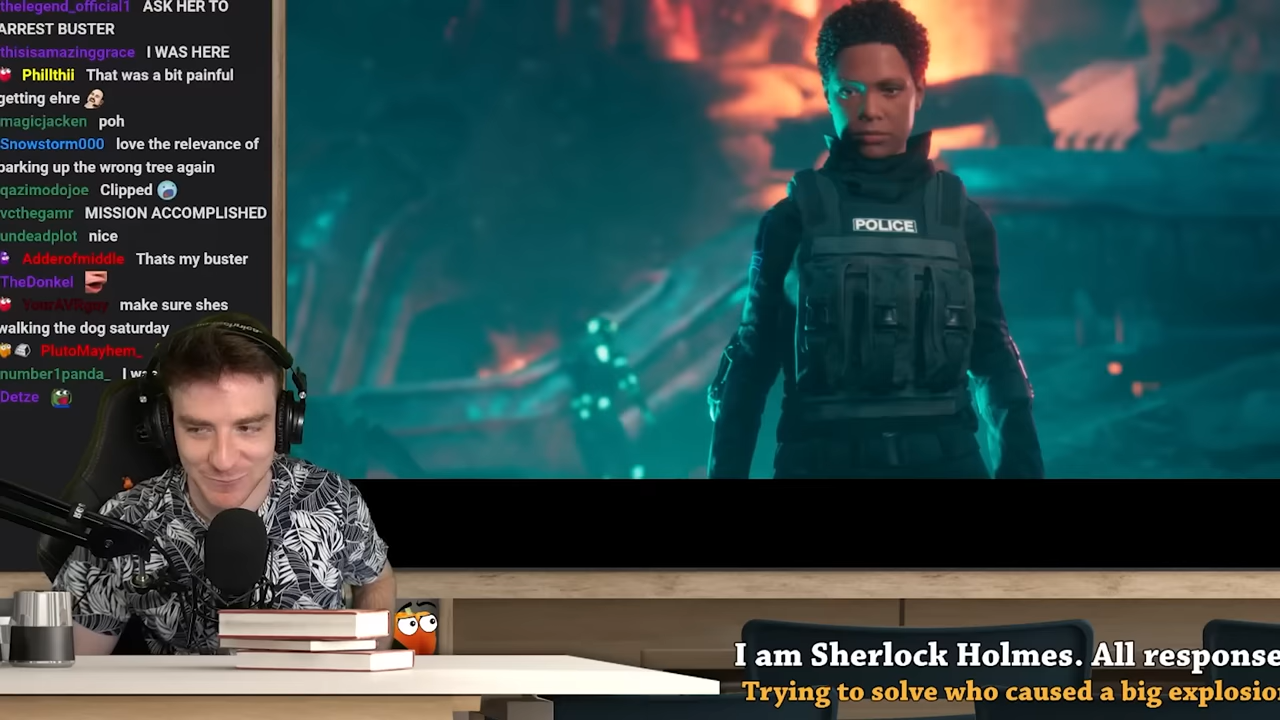 thelegend_official1 ASK HER TO
ARREST BUSTER
thisisamazinggrace I WAS HERE
Phillthii That was a bit painful
getting ehre
magicjacken poh
Snowstorm000 love the relevance of
barking up the wrong tree again
qazimodojoe Clipped
vcthegamr MISSION ACCOMPLISHED
undeadplot nice
Adderofmiddle Thats my buster
TheDonkel
YourAVRguy make sure shes
walking the dog saturday
PlutoMayhem_
number1panda_ I was
Detze
POLICE
I am Sherlock Holmes. All response
Trying to solve who caused a big explosion